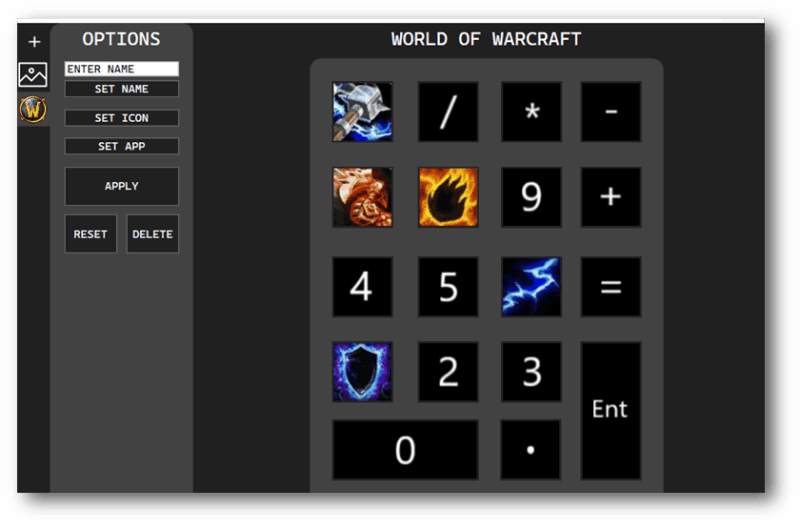 OPTIONS
WORLD OF WARCRAFT
+
ENTER NAME
SET NAME
SET ICON
W
SET APP
APPLY
RESET DELETE
/ * -
9 +
4 5 =
2 3
Ent
0 .